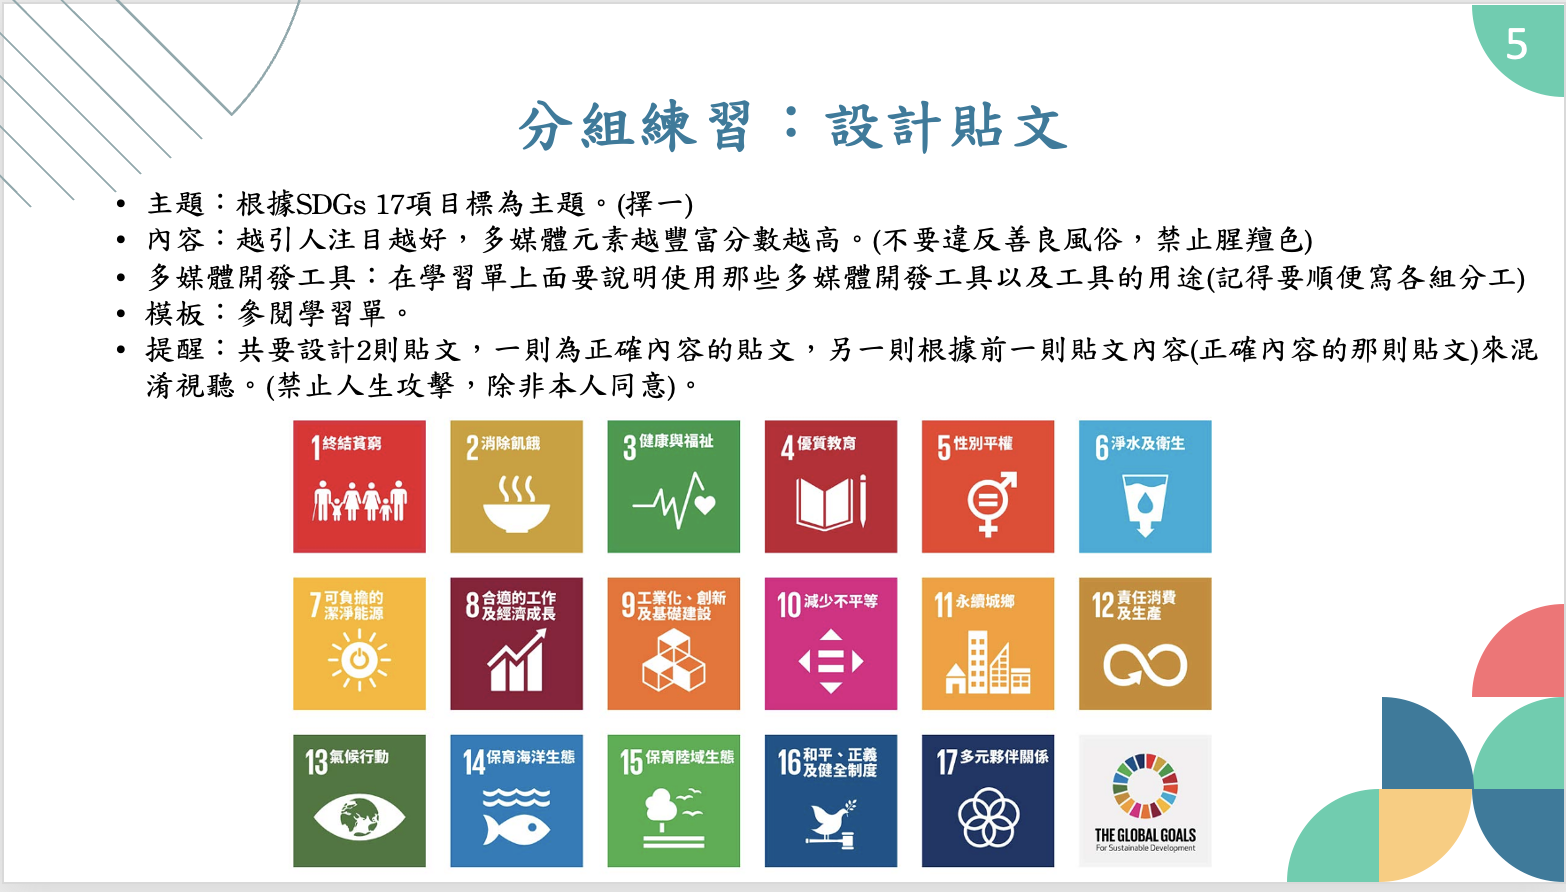 5
分組練習：設計貼文
• 主題：根據SDGs 17項目標為主題。(擇一)
• 內容：越引人注目越好，多媒體元素越豐富分數越高。(不要違反善良風俗，禁止腥羶色)
• 多媒體開發工具：在學習單上面要說明使用那些多媒體開發工具以及工具的用途(記得要順便寫各組分工)
• 模板：參閱學習單。
• 提醒：共要設計2則貼文，一則為正確內容的貼文，另一則根據前一則貼文內容(正確內容的那則貼文)來混
淆視聽。(禁止人生攻擊，除非本人同意)。
1 終結貧窮
2 消除飢餓
3 健康與福祉
4 優質教育
5 性別平權
6 淨水及衛生
7 可負擔的
潔淨能源
8 合適的工作
及經濟成長
9 工業化、創新
及基礎建設
10 減少不平等
11 永續城鄉
12 責任消費
及生產
13 氣候行動
14 保育海洋生態
15 保育陸域生態
16 和平、正義
及健全制度
17 多元夥伴關係
THE GLOBAL GOALS
For Sustainable Development